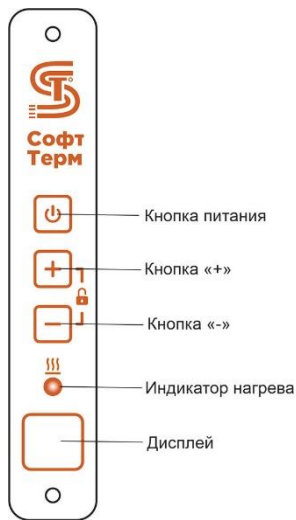 Софт
Терм
Кнопка питания
Кнопка «+»
Кнопка «-»
Индикатор нагрева
Дисплей